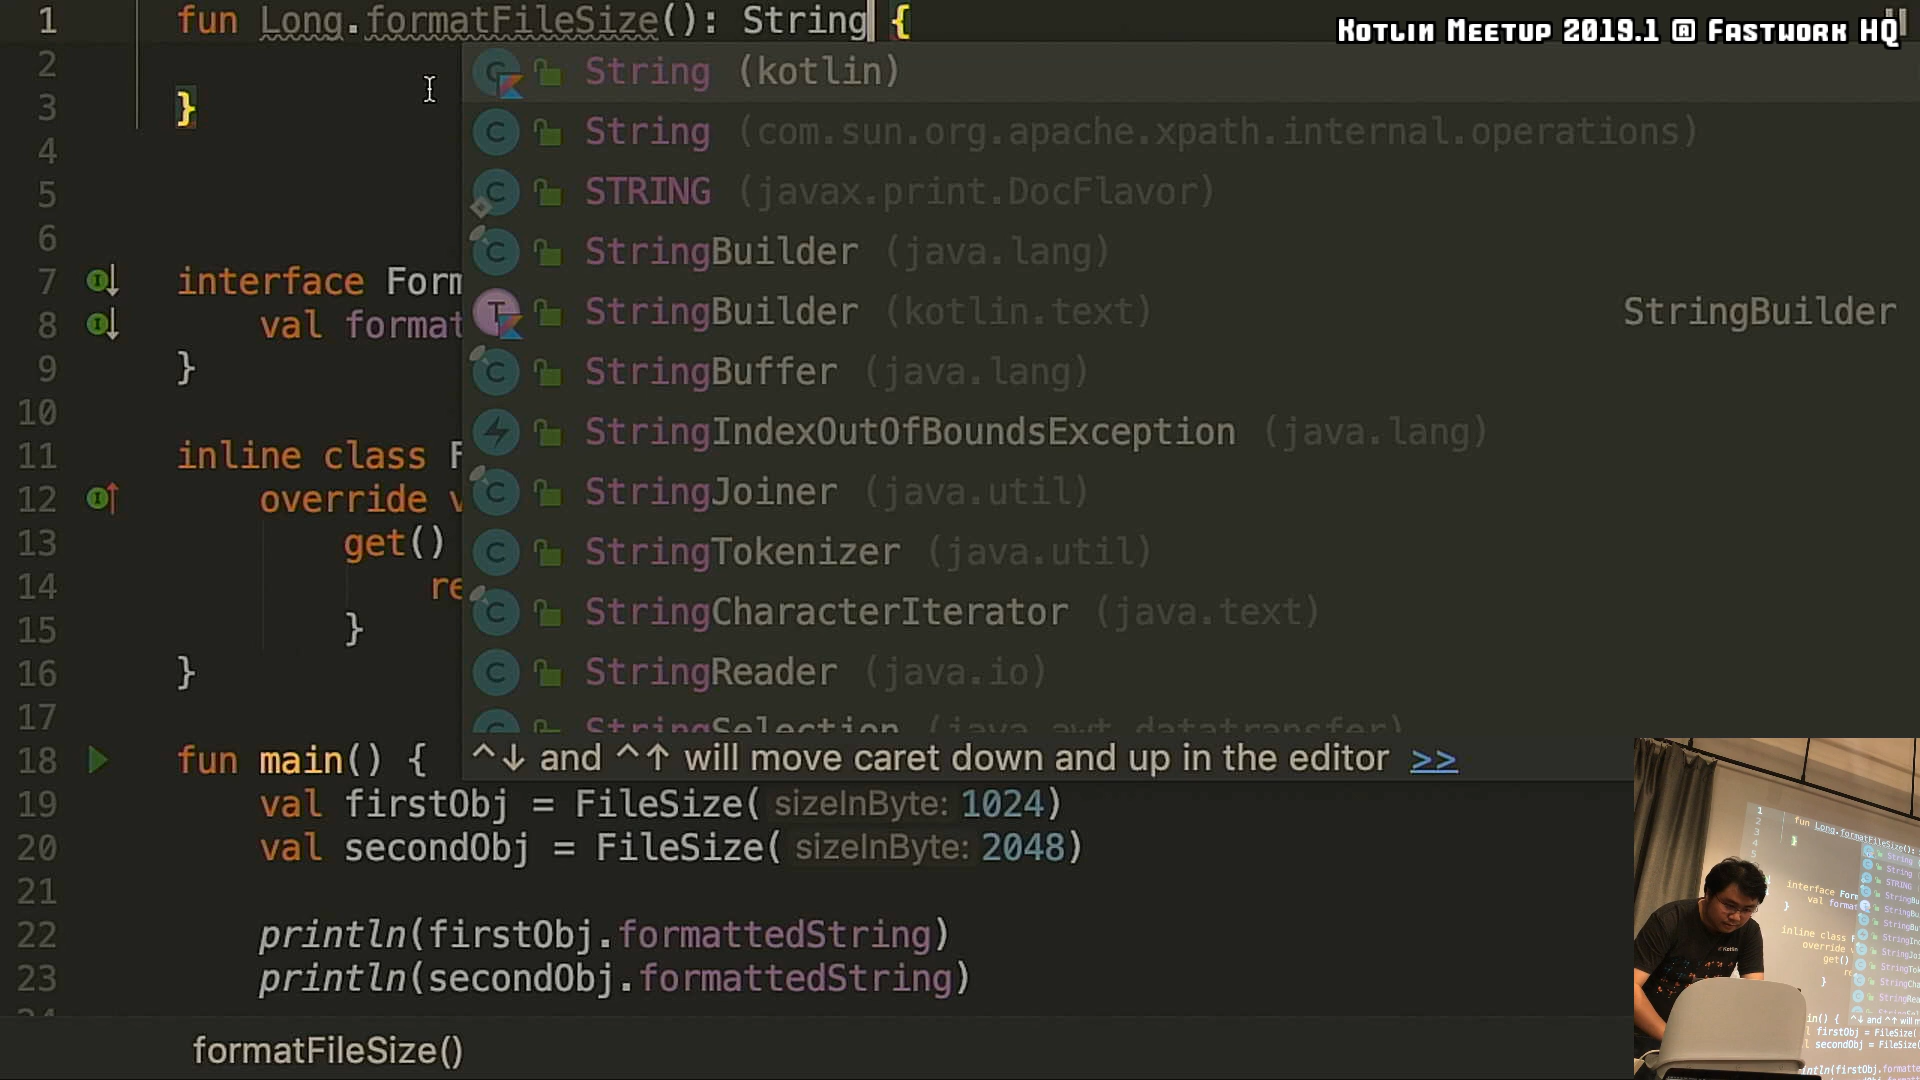 Kotlin Meetup 2019.1 @ Fastwork HQ
1 fun Long.formatFileSize(): String {
2
3 }
4
5
6
7 interface Form
8 val format
9 }
10
11 inline class F
12 override v
13 get()
14 re
15 }
16 }
17
18 fun main() {
19 val firstObj = FileSize( sizeInByte: 1024)
20 val secondObj = FileSize( sizeInByte: 2048)
21
22 println(firstObj.formattedString)
23 println(secondObj.formattedString)
24
String (kotlin)
String (com.sun.org.apache.xpath.internal.operations)
STRING (javax.print.DocFlavor)
StringBuilder (java.lang)
StringBuilder (kotlin.text) StringBuilder
StringBuffer (java.lang)
StringIndexOutOfBoundsException (java.lang)
StringJoiner (java.util)
StringTokenizer (java.util)
StringCharacterIterator (java.text)
StringReader (java.io)
StringSelection (java.awt.datatransfer)
^↓ and ^↑ will move caret down and up in the editor >>
formatFileSize()